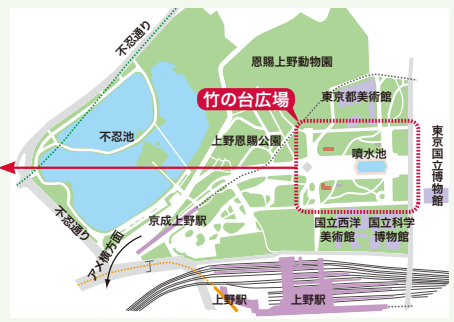 不忍通り
恩賜上野動物園
竹の台広場
東京都美術館
不忍池
上野恩賜公園
噴水池
東京国立博物館
不忍通り
京成上野駅
国立西洋
美術館
国立科学
博物館
アメ横方面
上野駅
上野駅